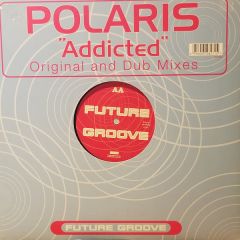 POLARIS
"Addicted"
Original and Dub Mixes
AA
FUTURE
GROOVE
FUTURE GROOVE